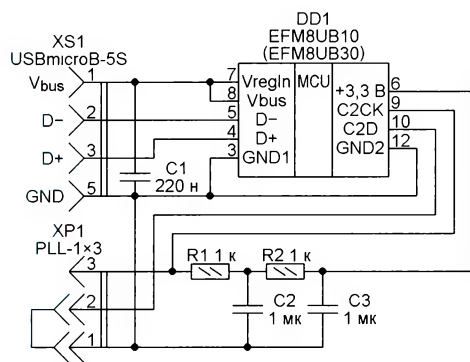 DD1
EFM8UB10
(EFM8UB30)
XS1
USBmicroB-5S
Vbus 1
D− 2
D+ 3
GND 5
7 VregIn MCU +3,3 В 6
8 Vbus C2CK 9
5 D− C2D 10
4 D+ GND2 12
3 GND1
C1
220 н
XP1
PLL-1×3
3
2
1
R1 1 к R2 1 к
C2 C3
1 мк 1 мк